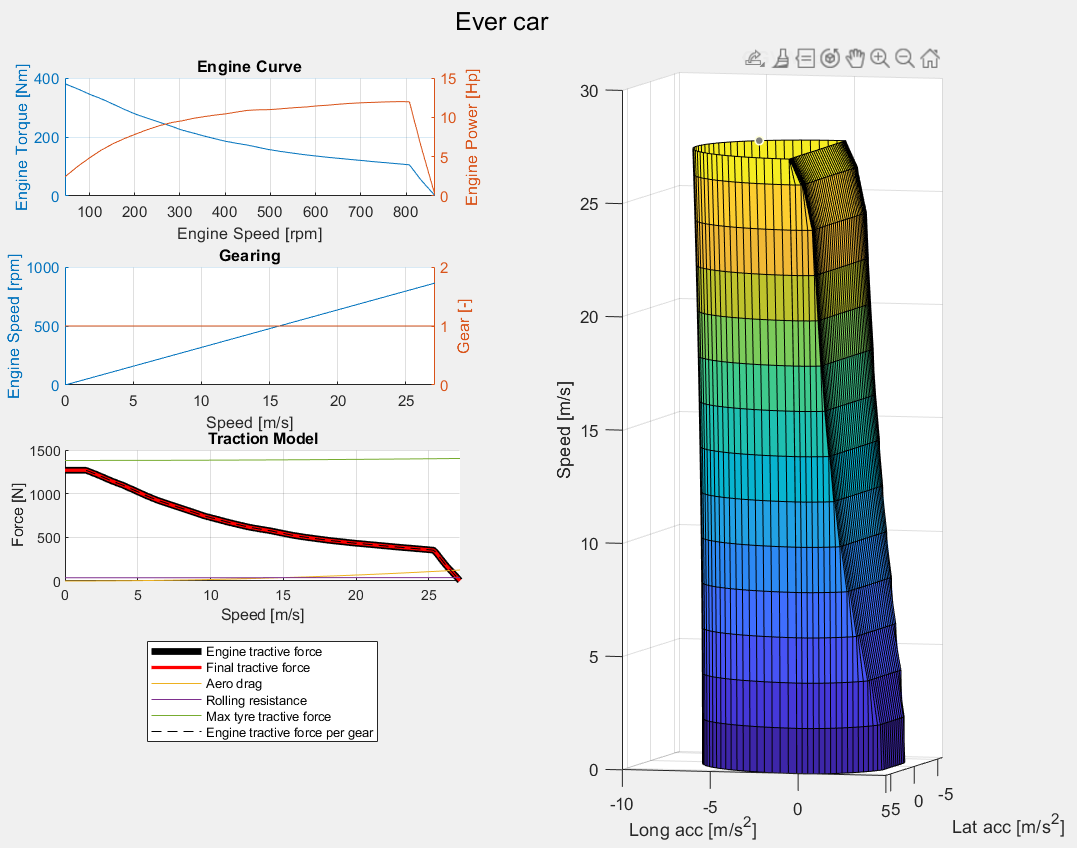 Ever car
Engine Curve
Engine Torque [Nm]
400
200
0
Engine Power [Hp]
15
10
5
0
100 200 300 400 500 600 700 800
Engine Speed [rpm]
Gearing
Engine Speed [rpm]
1000
500
0
Gear [-]
2
1
0
0 5 10 15 20 25
Speed [m/s]
Traction Model
Force [N]
1500
1000
500
0
0 5 10 15 20 25
Speed [m/s]
Engine tractive force
Final tractive force
Aero drag
Rolling resistance
Max tyre tractive force
Engine tractive force per gear
Speed [m/s]
30
25
20
15
10
5
0
-10 -5 0 5
Long acc [m/s2]
5 0 -5
Lat acc [m/s2]